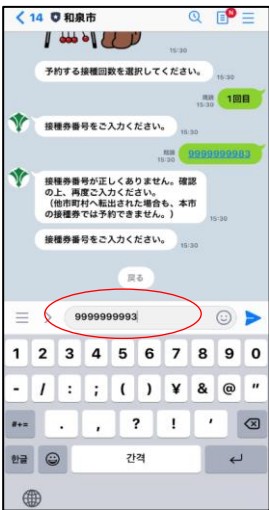 14 和泉市
15:30
予約する接種回数を選択してください。
15:30
既読
15:30
1回目
接種券番号をご入力ください。
15:30
既読
15:30
9999999983
接種券番号が正しくありません。確認
の上、再度ご入力ください。
（他市町村へ転出された場合も、本市
の接種券では予約できません。）
15:30
接種券番号をご入力ください。
15:30
戻る
9999999993
1 2 3 4 5 6 7 8 9 0
- / : ; ( ) ¥ & @ "
#+= . , ? ! '
한글 간격